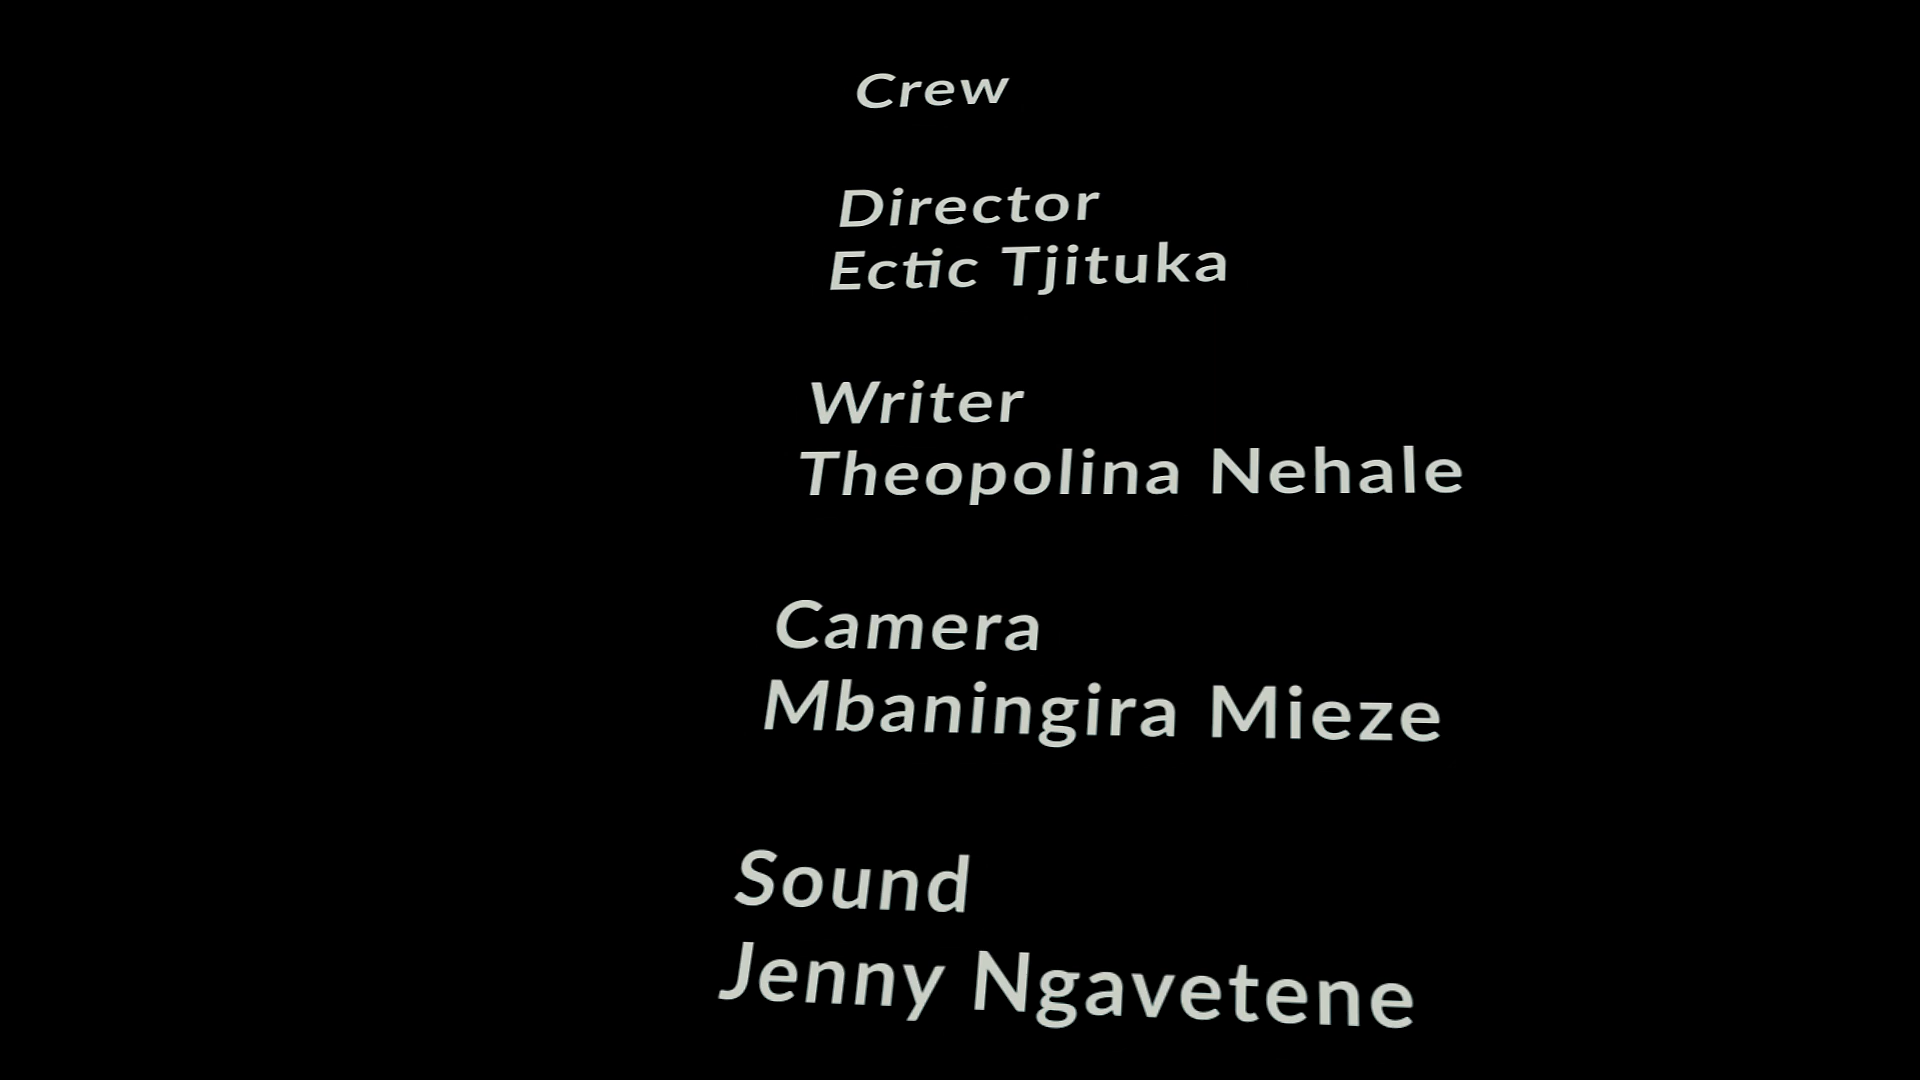 Crew
Director
Ectic Tjituka
Writer
Theopolina Nehale
Camera
Mbaningira Mieze
Sound
Jenny Ngavetene